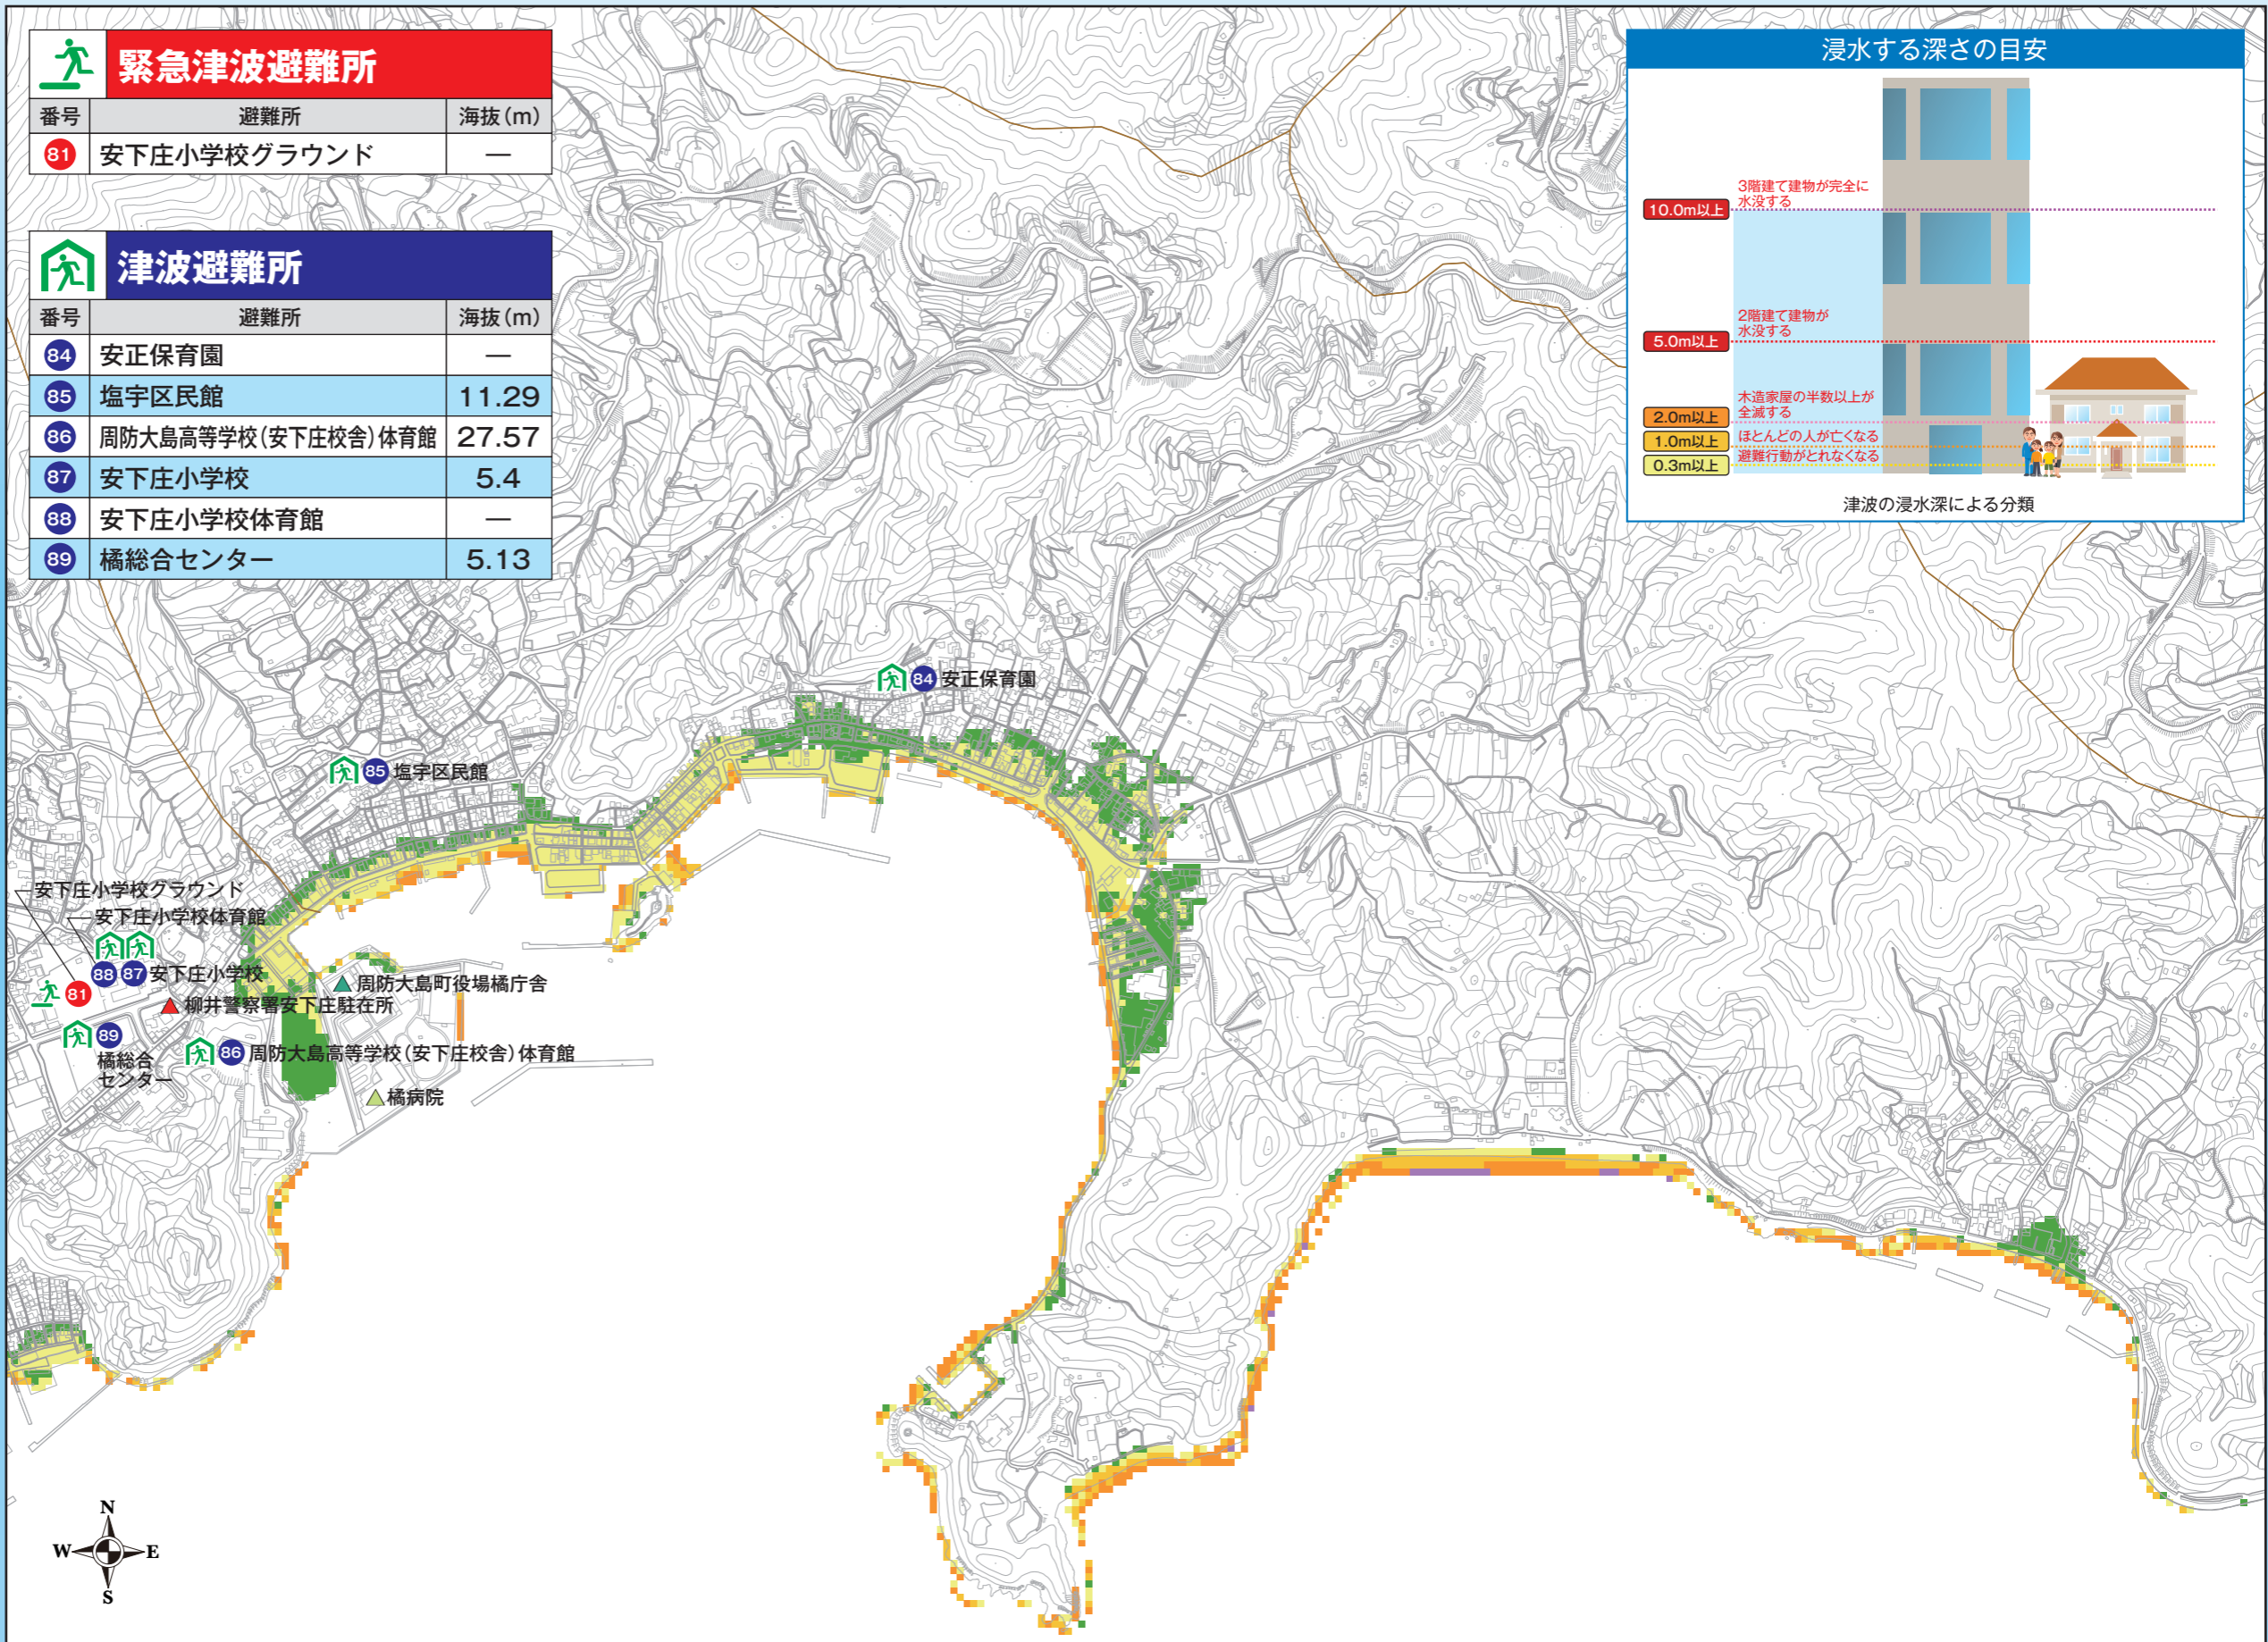 緊急津波避難所
番号 避難所 海抜(m)
81 安下庄小学校グラウンド ―
津波避難所
番号 避難所 海抜(m)
84 安正保育園 ―
85 塩宇区民館 11.29
86 周防大島高等学校(安下庄校舎)体育館 27.57
87 安下庄小学校 5.4
88 安下庄小学校体育館 ―
89 橘総合センター 5.13
浸水する深さの目安
3階建て建物が完全に
水没する
10.0m以上
2階建て建物が
水没する
5.0m以上
木造家屋の半数以上が
全滅する
2.0m以上
1.0m以上 ほとんどの人が亡くなる
0.3m以上 避難行動がとれなくなる
津波の浸水深による分類
84 安正保育園
85 塩宇区民館
安下庄小学校グラウンド
安下庄小学校体育館
88 87 安下庄小学校
81
周防大島町役場橘庁舎
柳井警察署安下庄駐在所
89
橘総合
センター
86 周防大島高等学校(安下庄校舎)体育館
橘病院
N
W E
S